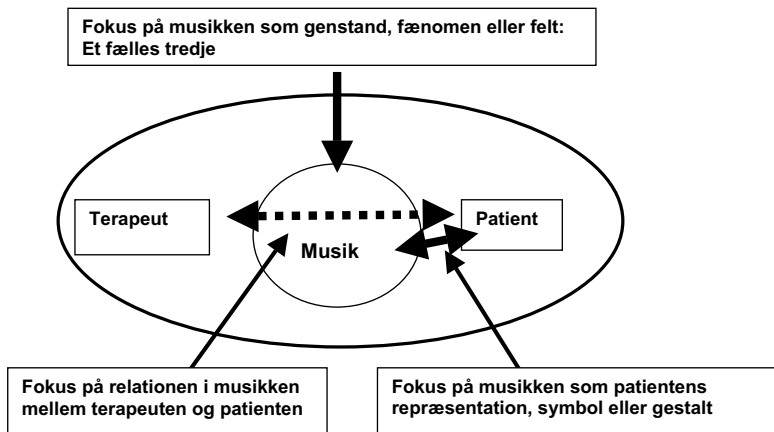 Fokus på musikken som genstand, fænomen eller felt:
Et fælles tredje
Terapeut
Patient
Musik
Fokus på relationen i musikken
mellem terapeuten og patienten
Fokus på musikken som patientens
repræsentation, symbol eller gestalt